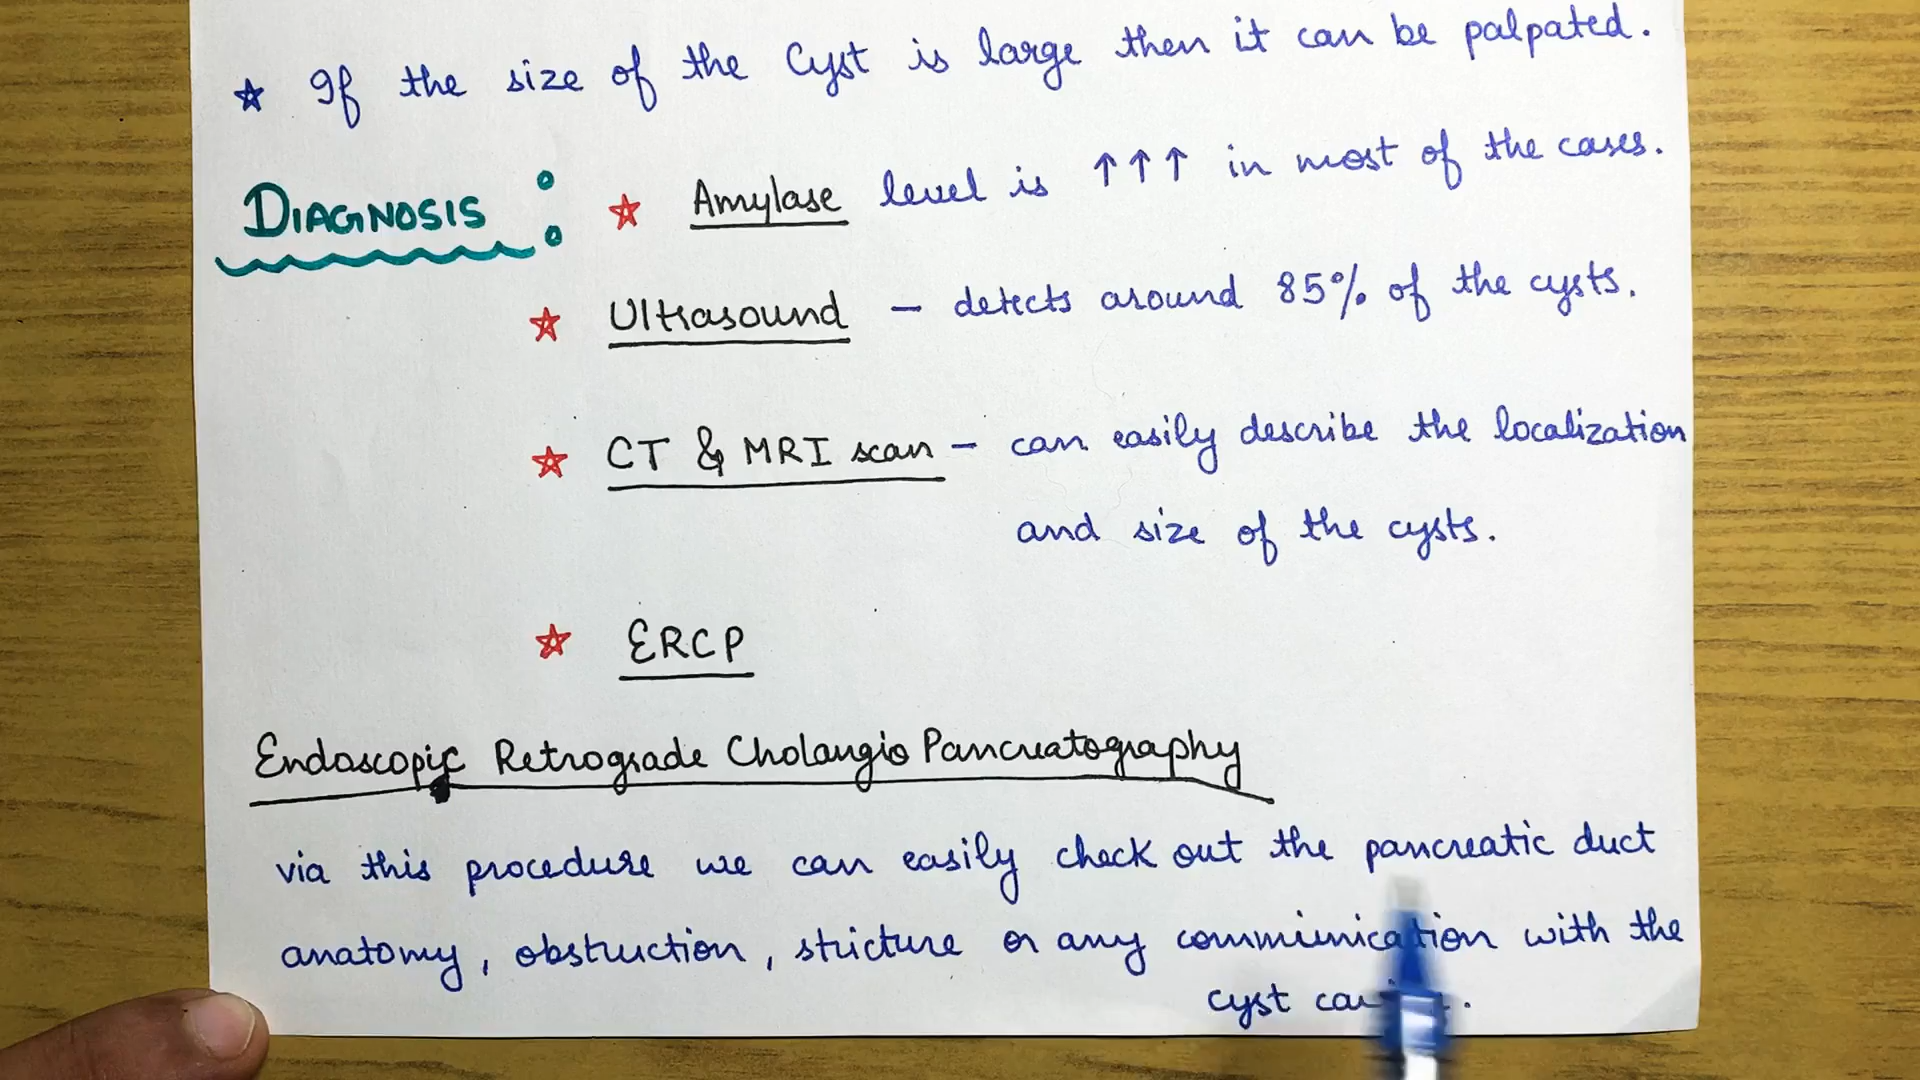 ☆ If the size of the Cyst is large then it can be palpated.
DIAGNOSIS : ☆ Amylase level is ↑↑↑ in most of the cases.
☆ Ultrasound – detects around 85% of the cysts.
☆ CT & MRI scan – can easily describe the localization
and size of the cysts.
☆ ERCP
Endoscopic Retrograde Cholangio Pancreatography
via this procedure we can easily check out the pancreatic duct
anatomy, obstruction, stricture or any communication with the
cyst